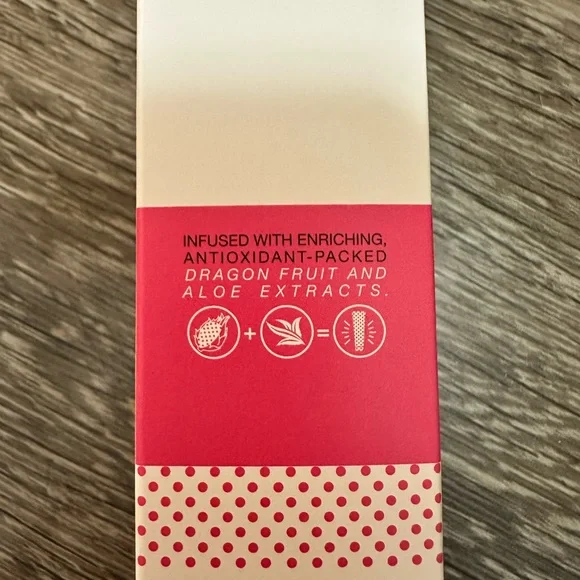 INFUSED WITH ENRICHING,
ANTIOXIDANT-PACKED
DRAGON FRUIT AND
ALOE EXTRACTS.
+ =